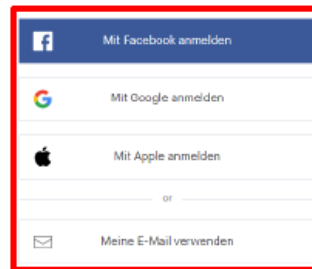 Mit Facebook anmelden
Mit Google anmelden
Mit Apple anmelden
or
Meine E-Mail verwenden